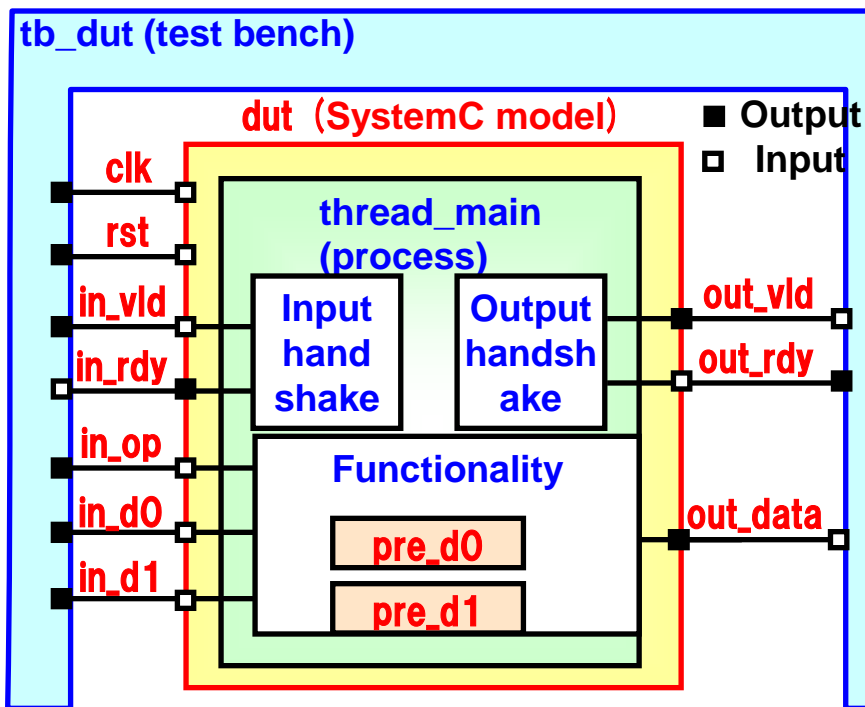 tb_dut (test bench)
dut (SystemC model)
Output
Input
clk
rst
in_vld
in_rdy
in_op
in_d0
in_d1
thread_main
(process)
Input
hand
shake
Output
handsh
ake
Functionality
pre_d0
pre_d1
out_vld
out_rdy
out_data